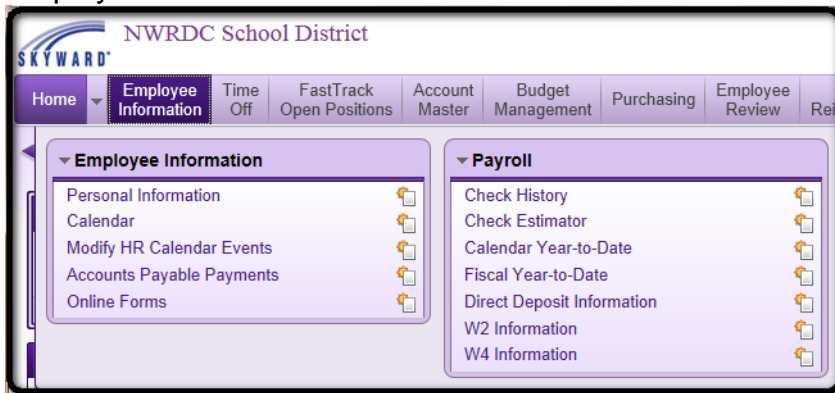 NWRDC School District
SKYWARD
Home
Employee
Information
Time
Off
FastTrack
Open Positions
Account
Master
Budget
Management
Purchasing
Employee
Review
Employee Information
Personal Information
Calendar
Modify HR Calendar Events
Accounts Payable Payments
Online Forms
Payroll
Check History
Check Estimator
Calendar Year-to-Date
Fiscal Year-to-Date
Direct Deposit Information
W2 Information
W4 Information